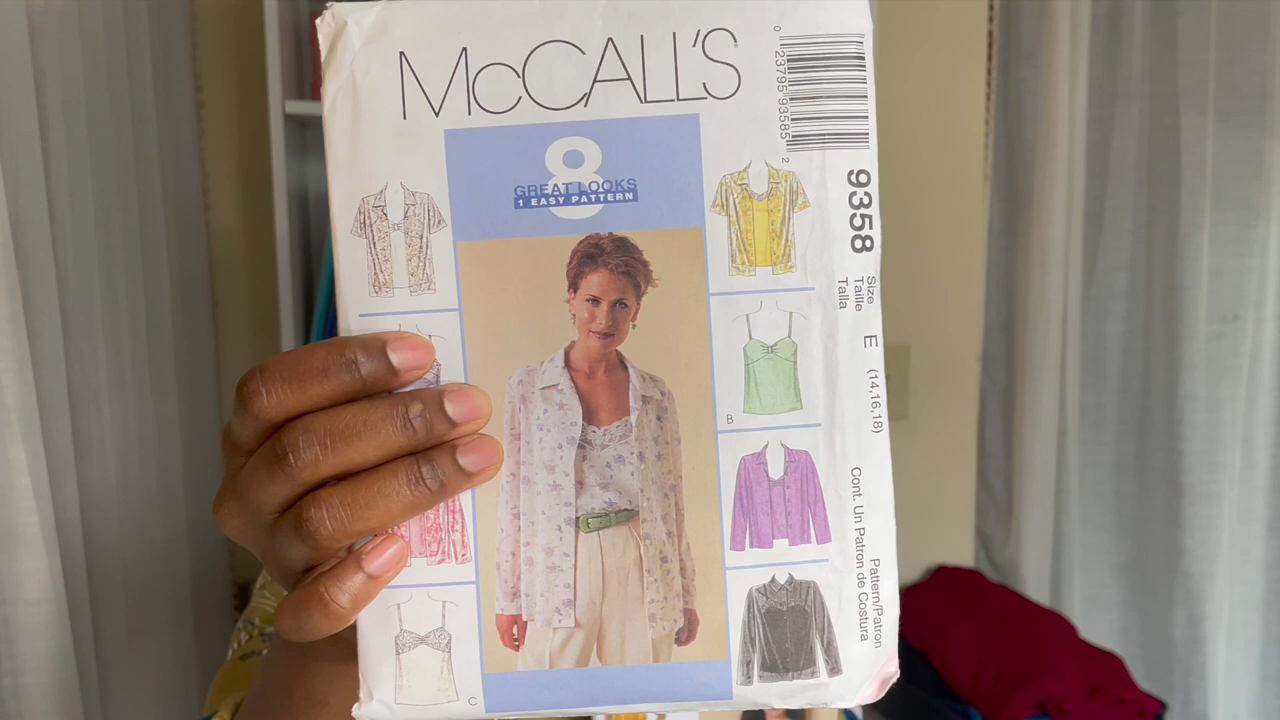 McCALL'S
8
GREAT LOOKS
1 EASY PATTERN
0 23795 93585 2
9358
Size
Taille
Talla
E (14,16,18)
Pattern/Patron
Cont. Un Patron de Costura
B
C